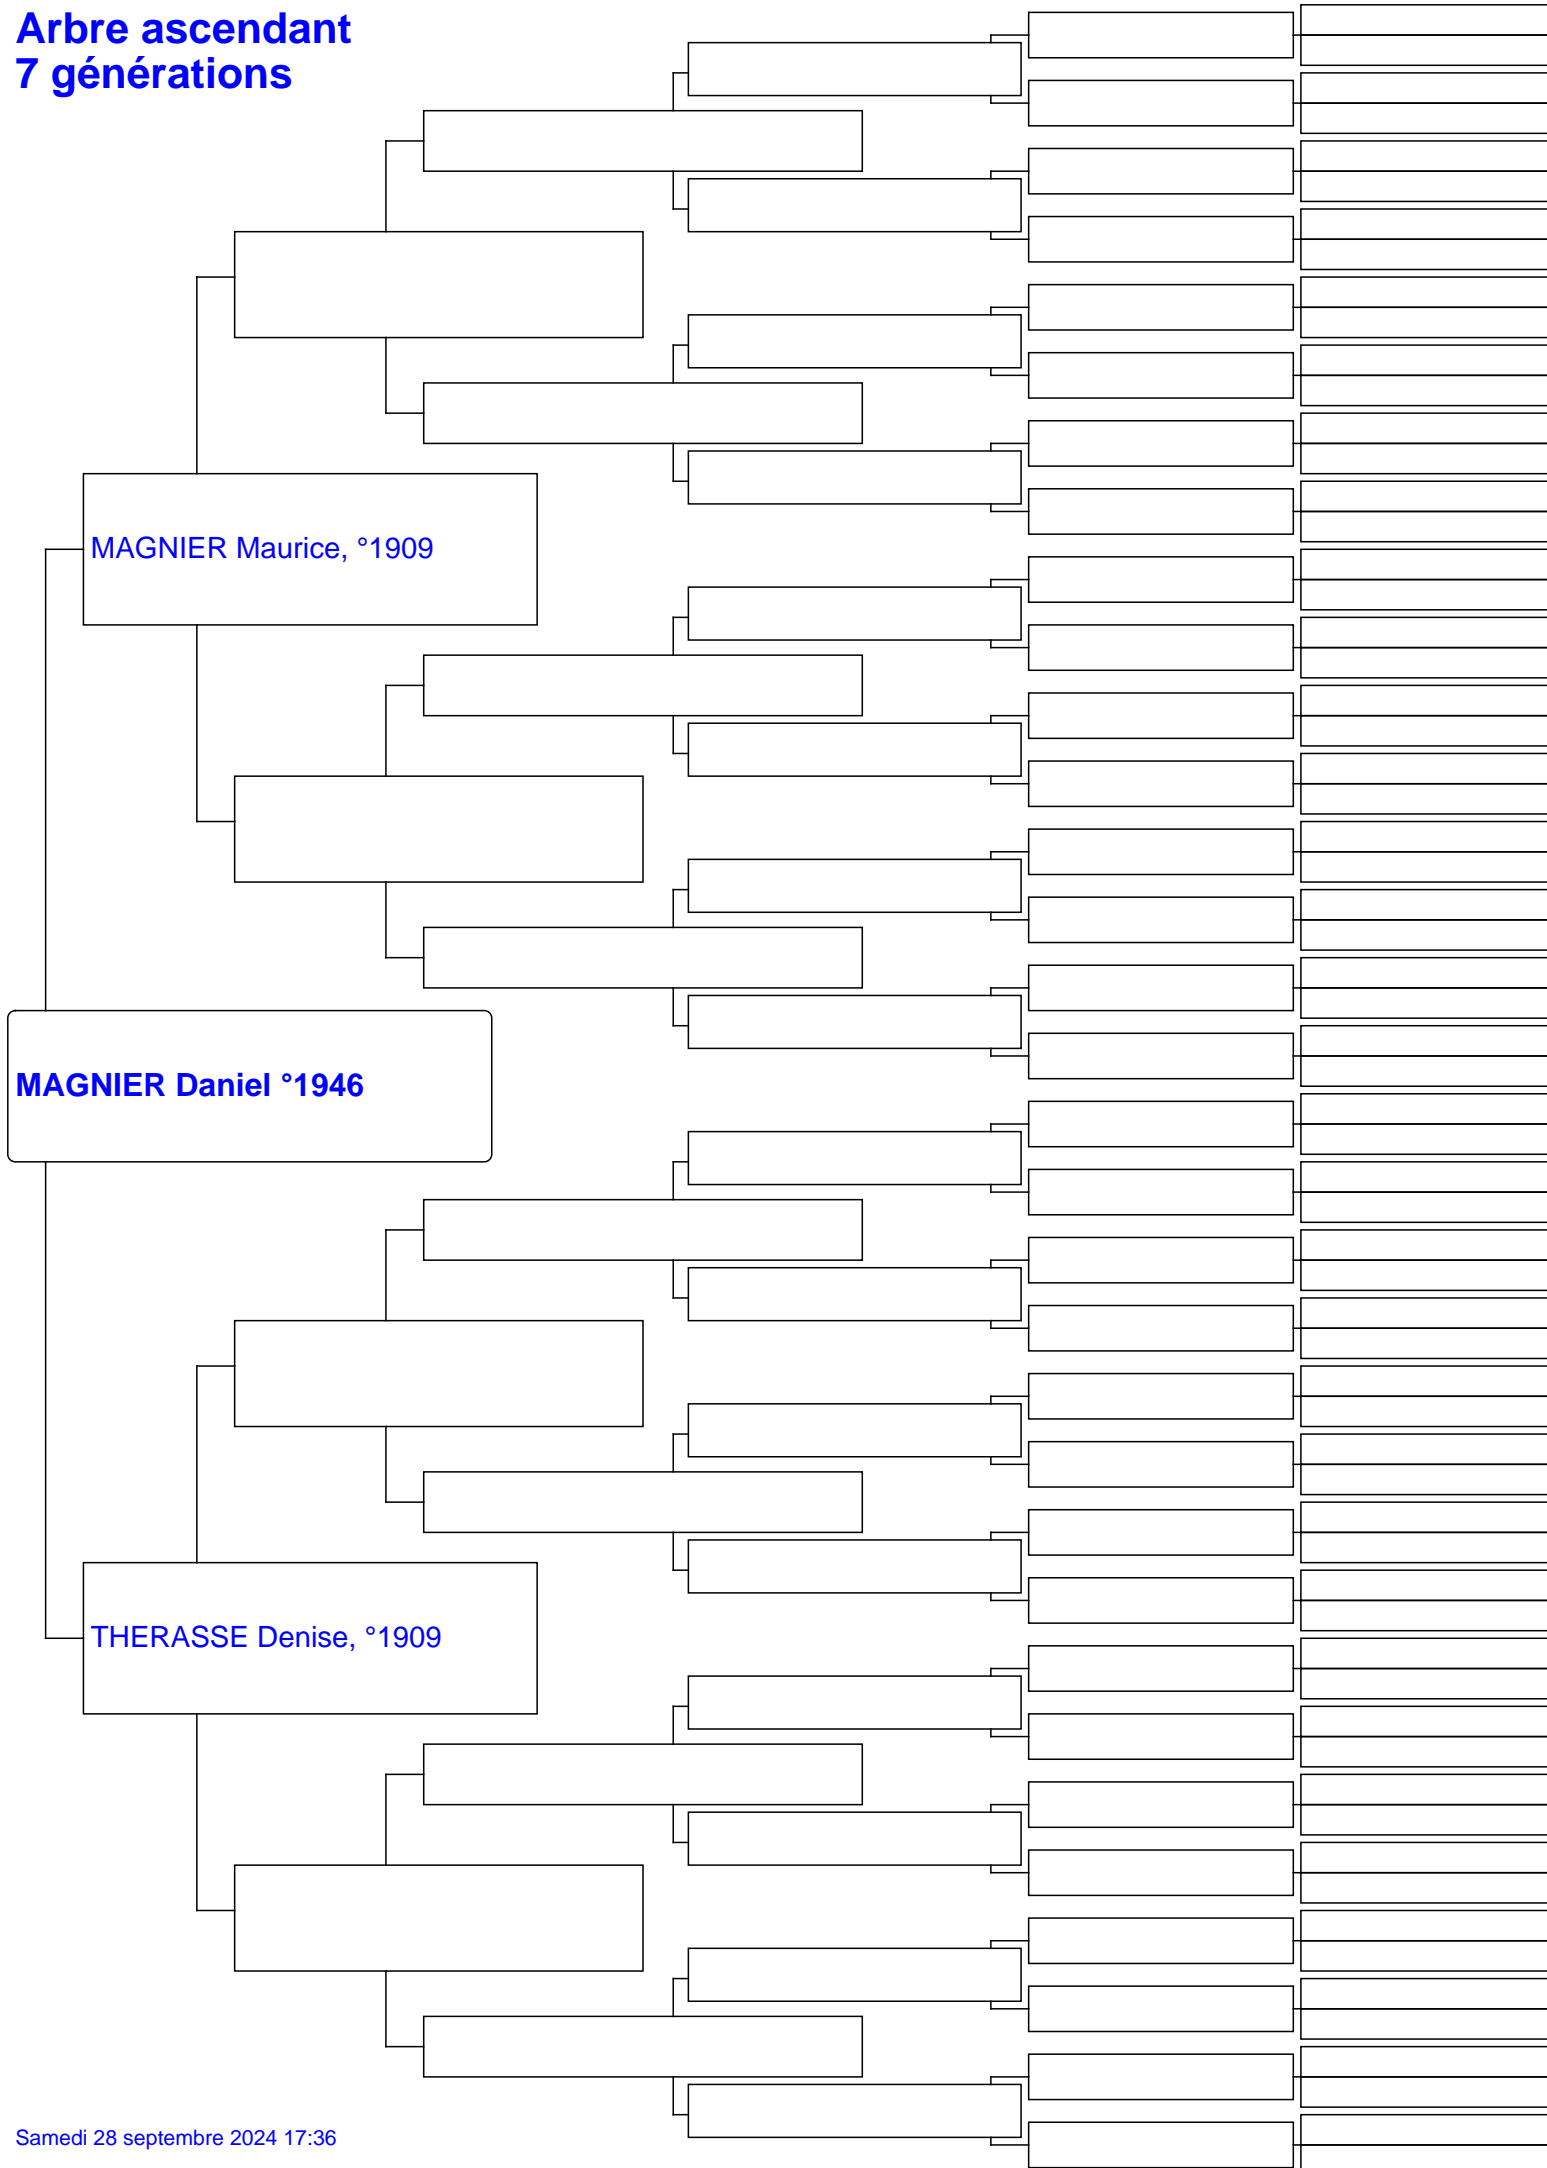 Arbre ascendant
7 générations
MAGNIER Maurice, °1909
MAGNIER Daniel °1946
THERASSE Denise, °1909
Samedi 28 septembre 2024 17:36